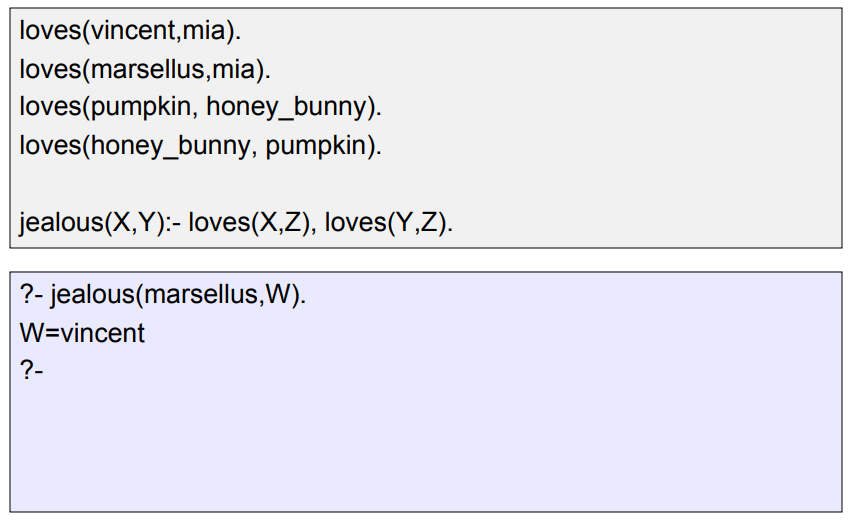 loves(vincent,mia).
loves(marsellus,mia).
loves(pumpkin, honey_bunny).
loves(honey_bunny, pumpkin).
jealous(X,Y):- loves(X,Z), loves(Y,Z).
?- jealous(marsellus,W).
W=vincent
?-